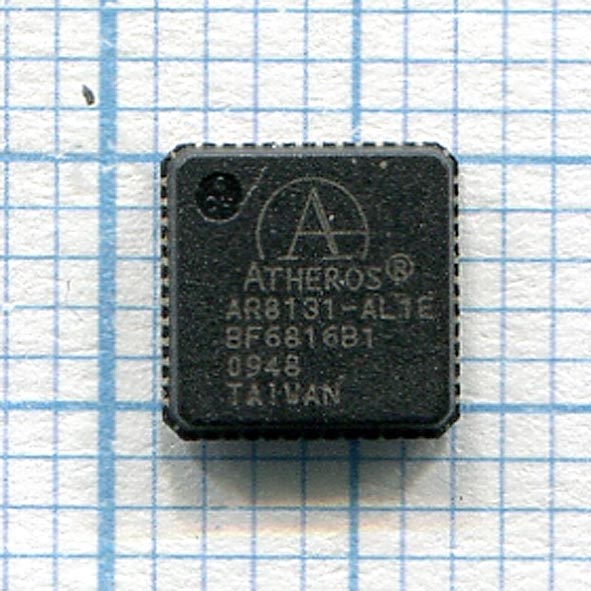 ATHEROS®
AR8131-AL1E
BF6816B1
0948
TAIWAN